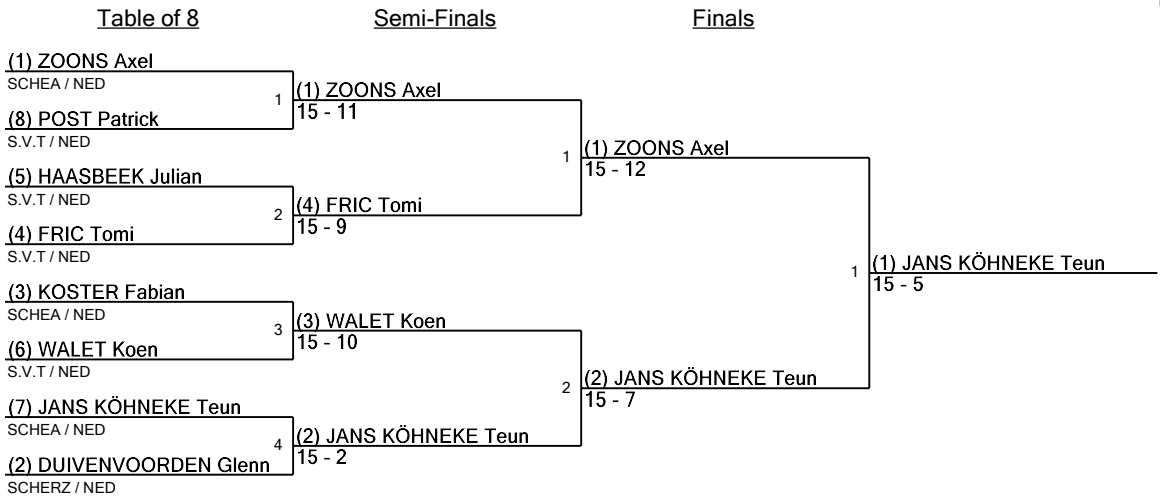 Table of 8
Semi-Finals
Finals
(1) ZOONS Axel
SCHEA / NED
1
(1) ZOONS Axel
15 - 11
(8) POST Patrick
S.V.T / NED
1
(1) ZOONS Axel
15 - 12
(5) HAASBEEK Julian
S.V.T / NED
2
(4) FRIC Tomi
15 - 9
(4) FRIC Tomi
S.V.T / NED
1
(1) JANS KÖHNEKE Teun
15 - 5
(3) KOSTER Fabian
SCHEA / NED
3
(3) WALET Koen
15 - 10
(6) WALET Koen
S.V.T / NED
2
(2) JANS KÖHNEKE Teun
15 - 7
(7) JANS KÖHNEKE Teun
SCHEA / NED
4
(2) JANS KÖHNEKE Teun
15 - 2
(2) DUIVENVOORDEN Glenn
SCHERZ / NED